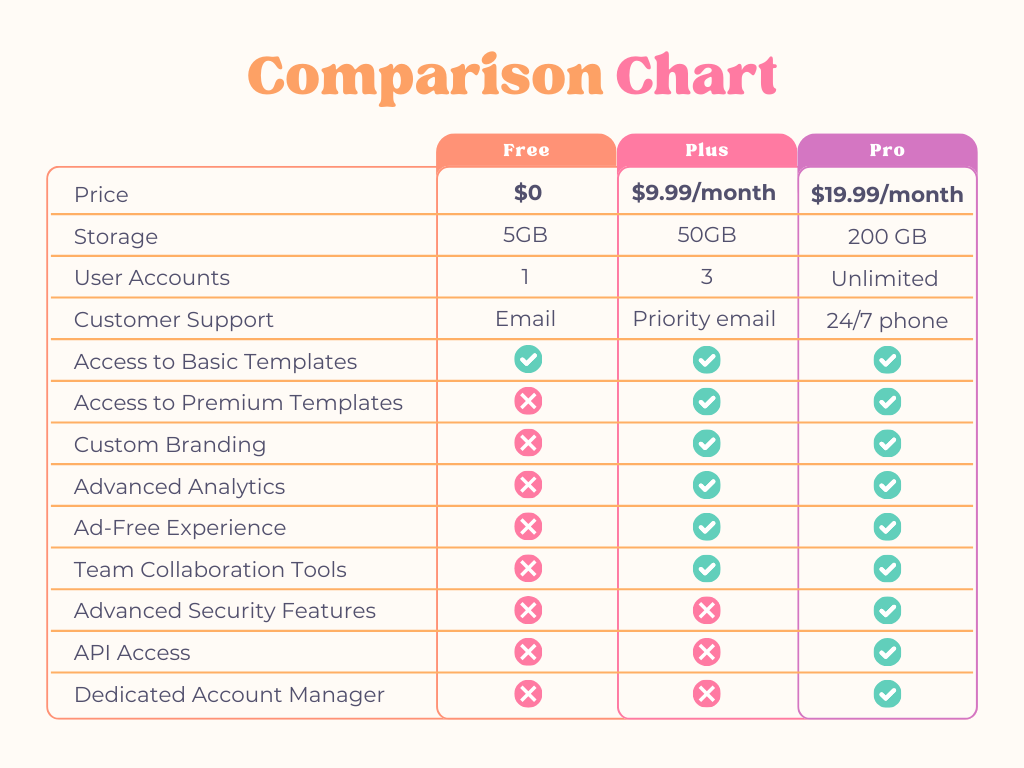 Comparison Chart
Free Plus Pro
Price $0 $9.99/month $19.99/month
Storage 5GB 50GB 200 GB
User Accounts 1 3 Unlimited
Customer Support Email Priority email 24/7 phone
Access to Basic Templates
Access to Premium Templates
Custom Branding
Advanced Analytics
Ad-Free Experience
Team Collaboration Tools
Advanced Security Features
API Access
Dedicated Account Manager